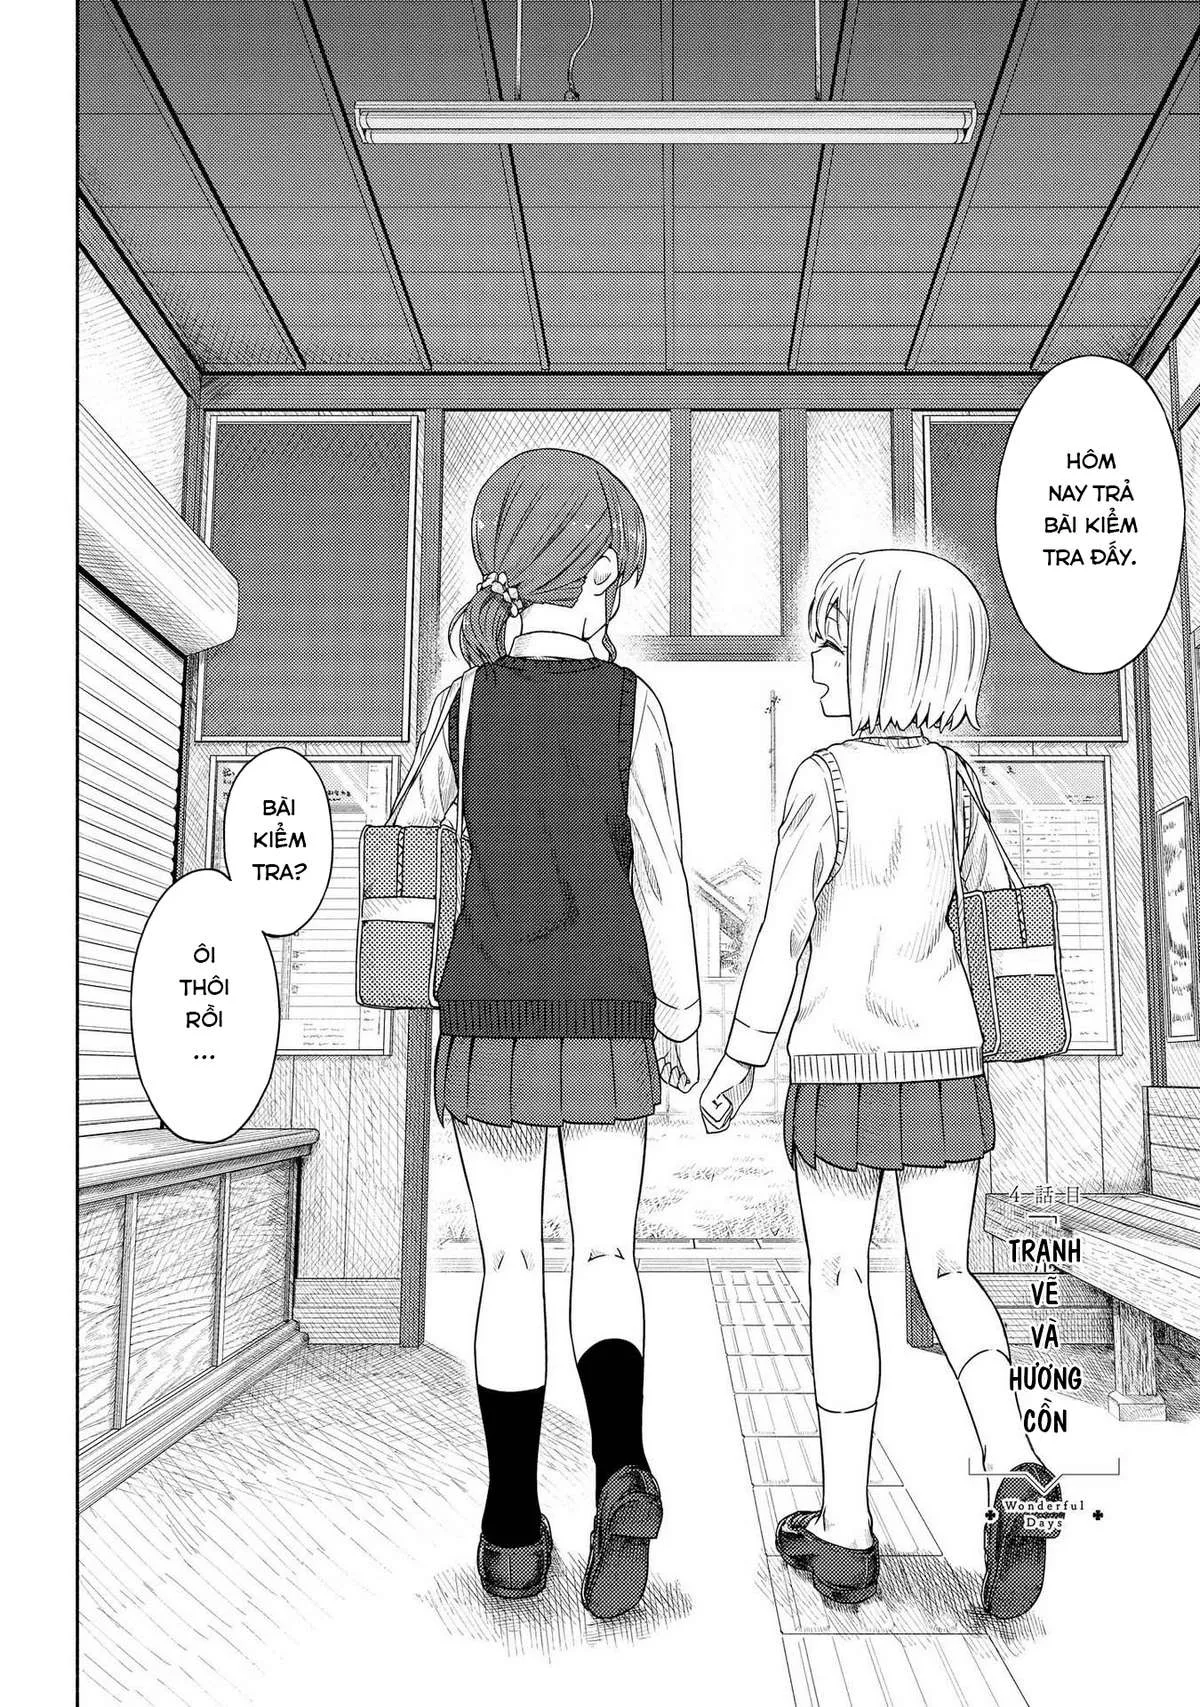 HÔM
NAY TRẢ
BÀI KIỂM
TRA ĐẤY.
BÀI
KIỂM
TRA?
ÔI
THÔI
RỒI
...
4話目
「TRANH
VẼ
VÀ
HƯƠNG
CỒN
Wonderful
Days